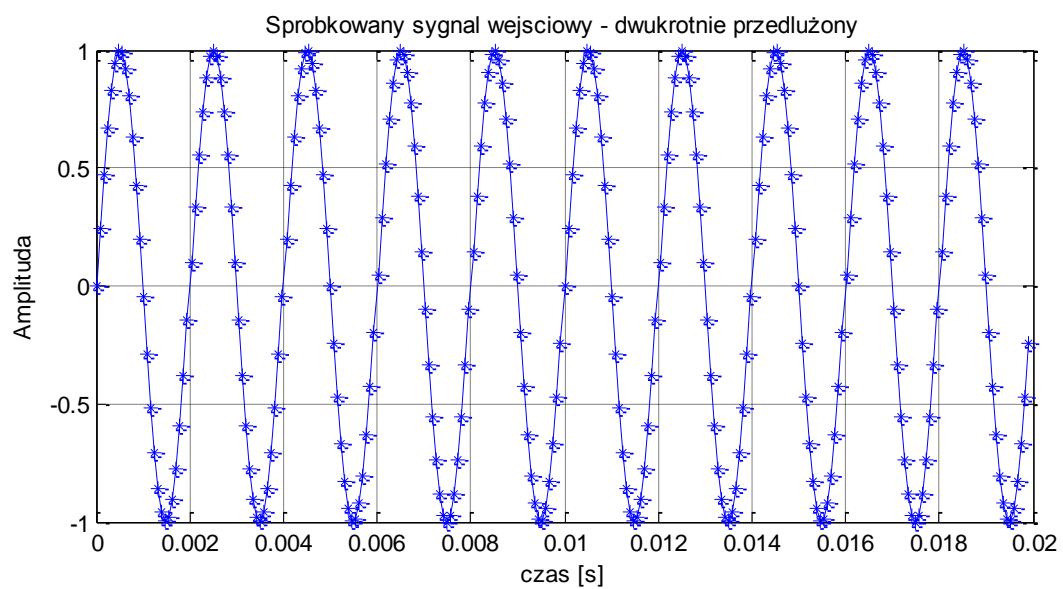 Sprobkowany sygnal wejsciowy - dwukrotnie przedlużony
Amplituda
1
0.5
0
-0.5
-1
0 0.002 0.004 0.006 0.008 0.01 0.012 0.014 0.016 0.018 0.02
czas [s]